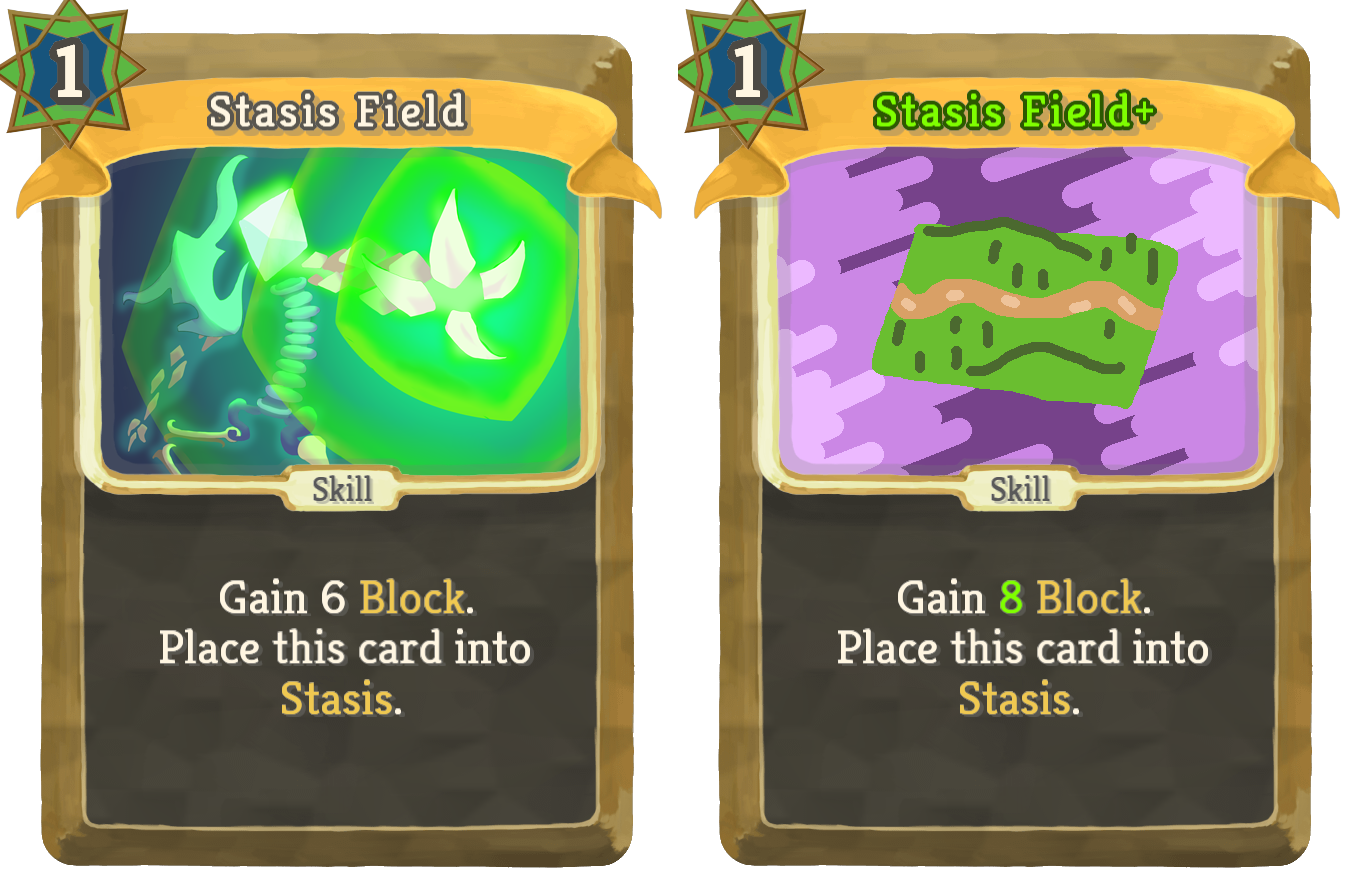 1
Stasis Field
Skill
Gain 6 Block.
Place this card into
Stasis.
1
Stasis Field+
Skill
Gain 8 Block.
Place this card into
Stasis.